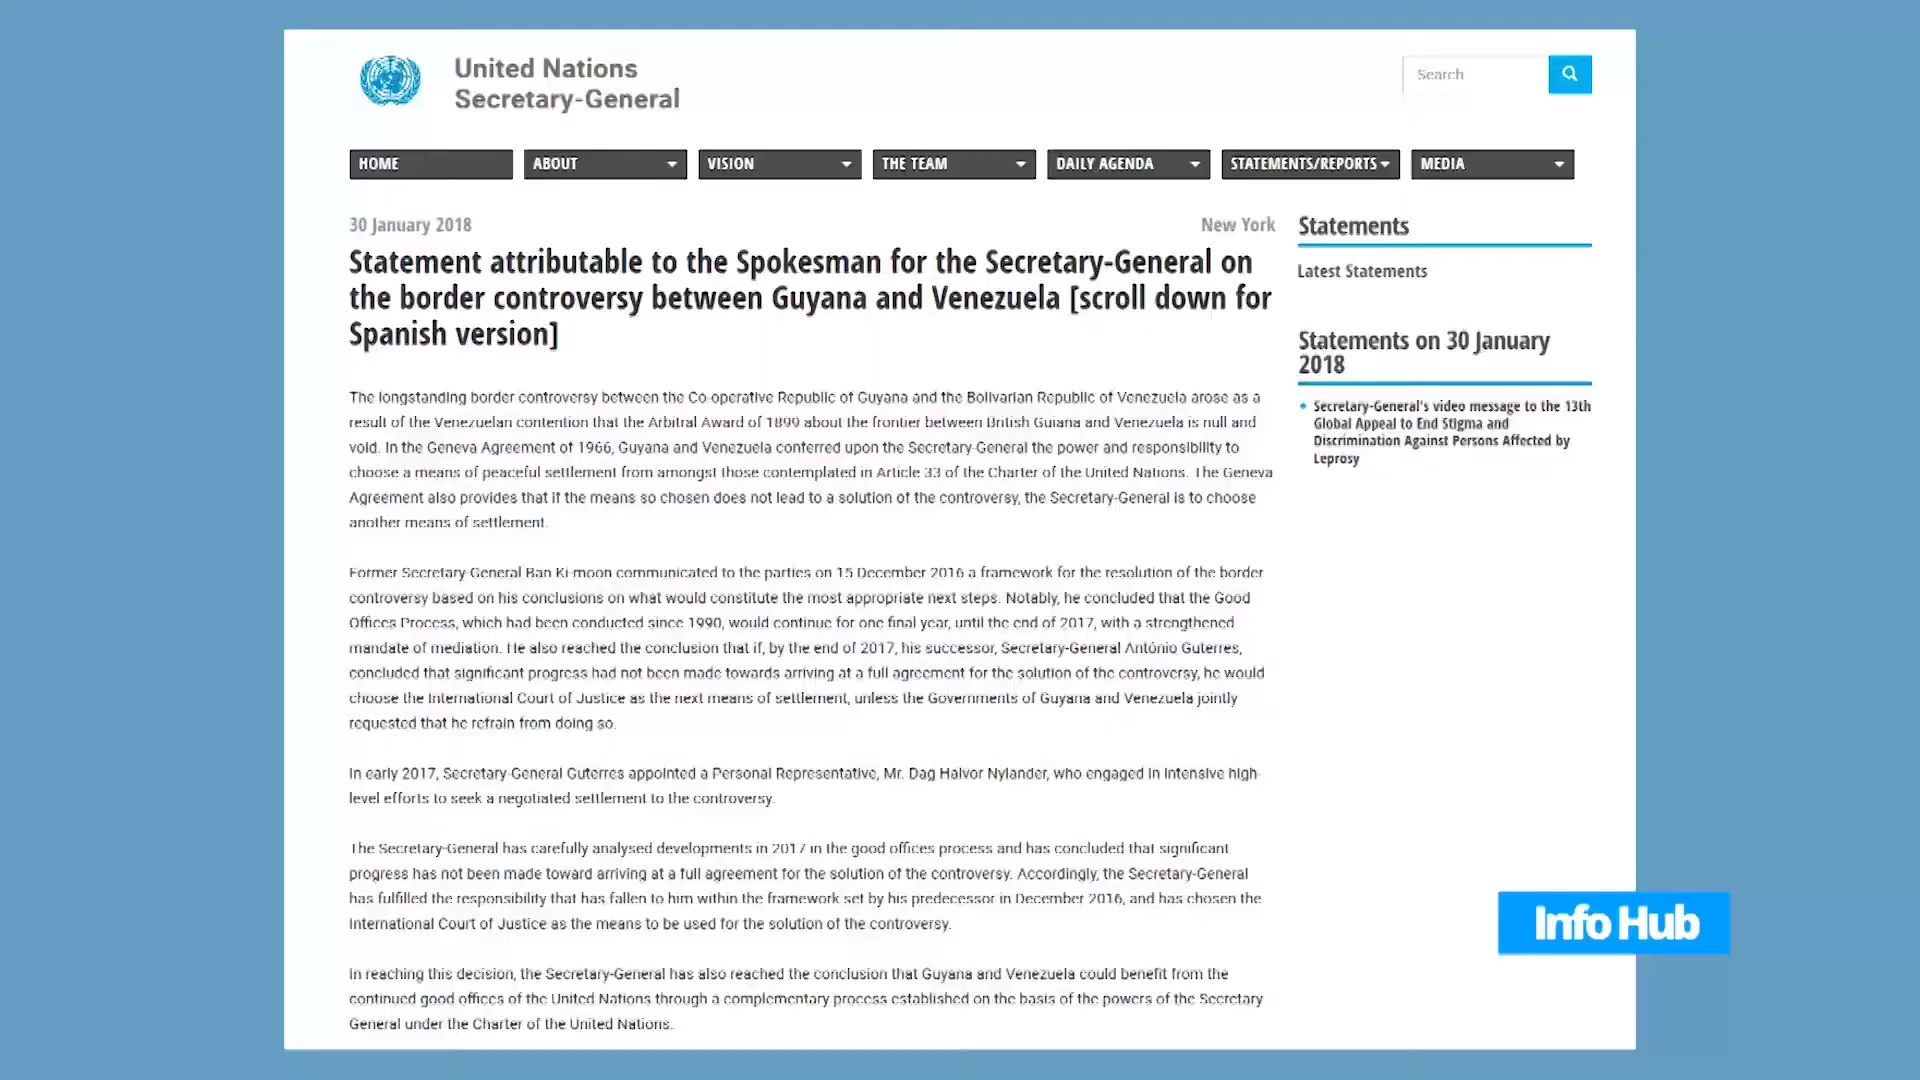 United Nations
Secretary-General
Search
HOME
ABOUT
VISION
THE TEAM
DAILY AGENDA
STATEMENTS/REPORTS
MEDIA
30 January 2018
New York
Statement attributable to the Spokesman for the Secretary-General on
the border controversy between Guyana and Venezuela [scroll down for
Spanish version]
The longstanding border controversy between the Co-operative Republic of Guyana and the Bolivarian Republic of Venezuela arose as a
result of the Venezuelan contention that the Arbitral Award of 1899 about the frontier between British Guiana and Venezuela is null and
void. In the Geneva Agreement of 1966, Guyana and Venezuela conferred upon the Secretary-General the power and responsibility to
choose a means of peaceful settlement from amongst those contemplated in Article 33 of the Charter of the United Nations. The Geneva
Agreement also provides that if the means so chosen does not lead to a solution of the controversy, the Secretary-General is to choose
another means of settlement.
Former Secretary-General Ban Ki-moon communicated to the parties on 15 December 2016 a framework for the resolution of the border
controversy based on his conclusions on what would constitute the most appropriate next steps. Notably, he concluded that the Good
Offices Process, which had been conducted since 1990, would continue for one final year, until the end of 2017, with a strengthened
mandate of mediation. He also reached the conclusion that if, by the end of 2017, his successor, Secretary-General António Guterres,
concluded that significant progress had not been made towards arriving at a full agreement for the solution of the controversy, he would
choose the International Court of Justice as the next means of settlement, unless the Governments of Guyana and Venezuela jointly
requested that he refrain from doing so.
In early 2017, Secretary-General Guterres appointed a Personal Representative, Mr. Dag Halvor Nylander, who engaged in intensive high-
level efforts to seek a negotiated settlement to the controversy.
The Secretary-General has carefully analysed developments in 2017 in the good offices process and has concluded that significant
progress has not been made toward arriving at a full agreement for the solution of the controversy. Accordingly, the Secretary-General
has fulfilled the responsibility that has fallen to him within the framework set by his predecessor in December 2016, and has chosen the
International Court of Justice as the means to be used for the solution of the controversy.
In reaching this decision, the Secretary-General has also reached the conclusion that Guyana and Venezuela could benefit from the
continued good offices of the United Nations through a complementary process established on the basis of the powers of the Secretary
General under the Charter of the United Nations.
Statements
Latest Statements
Statements on 30 January
2018
Secretary-General's video message to the 13th
Global Appeal to End Stigma and
Discrimination Against Persons Affected by
Leprosy
Info Hub